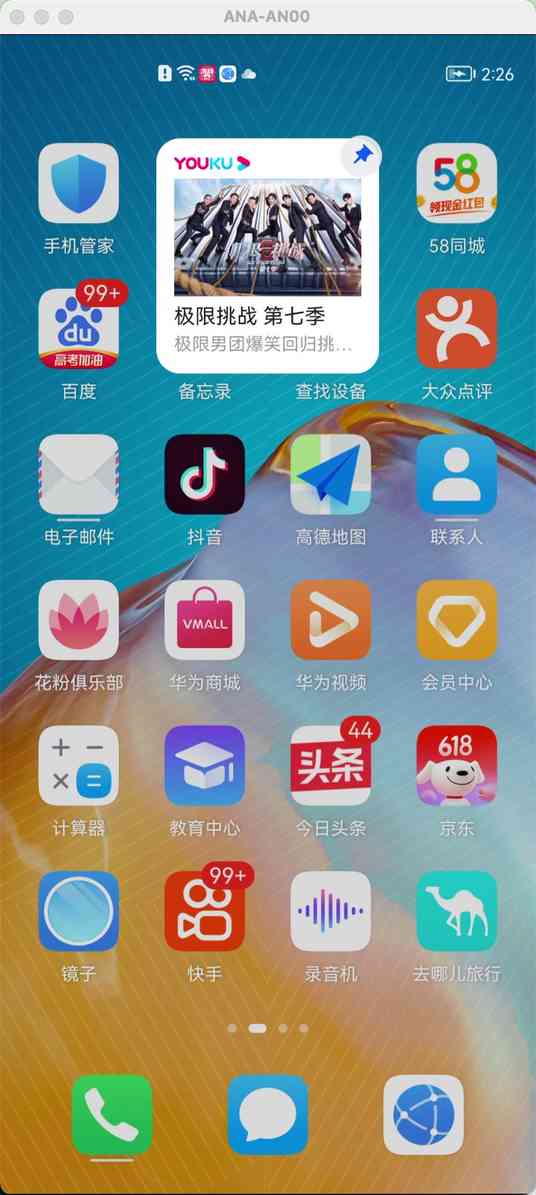 ANA-AN00
2:26
YOUKU
极限挑战
极限挑战 第七季
极限男团爆笑回归挑...
58
领现金红包
手机管家
58同城
99+
du
高考加油
百度
备忘录
查找设备
大众点评
电子邮件
抖音
高德地图
联系人
VMALL
花粉俱乐部
华为商城
华为视频
会员中心
44
头条
618
计算器
教育中心
今日头条
京东
99+
镜子
快手
录音机
去哪儿旅行